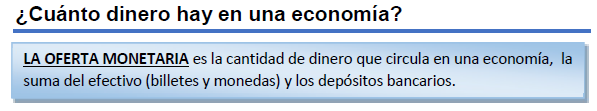 ¿Cuánto dinero hay en una economía?
LA OFERTA MONETARIA es la cantidad de dinero que circula en una economía, la
suma del efectivo (billetes y monedas) y los depósitos bancarios.